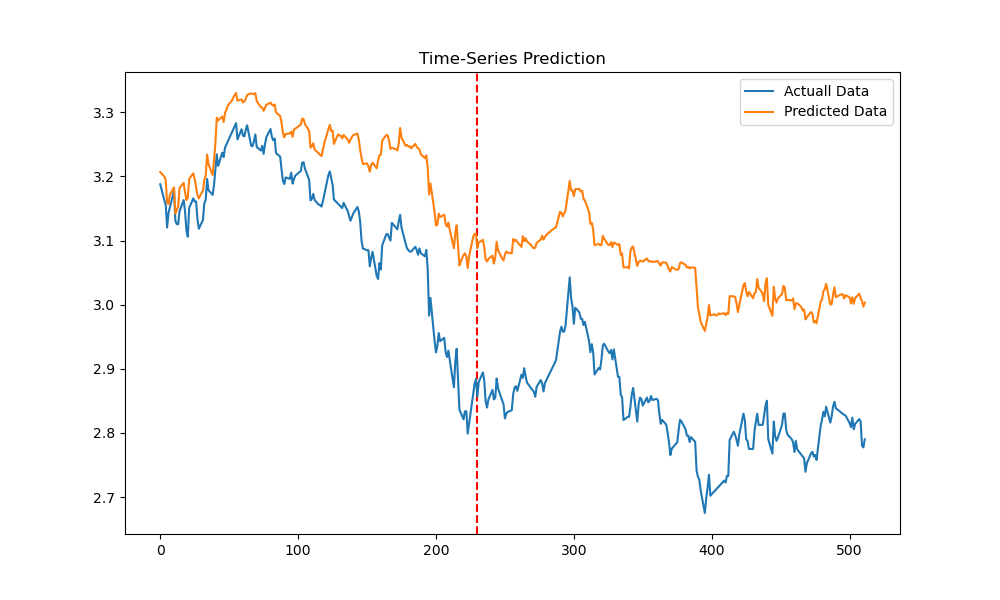 Time-Series Prediction
Actuall Data
Predicted Data
3.3
3.2
3.1
3.0
2.9
2.8
2.7
0 100 200 300 400 500